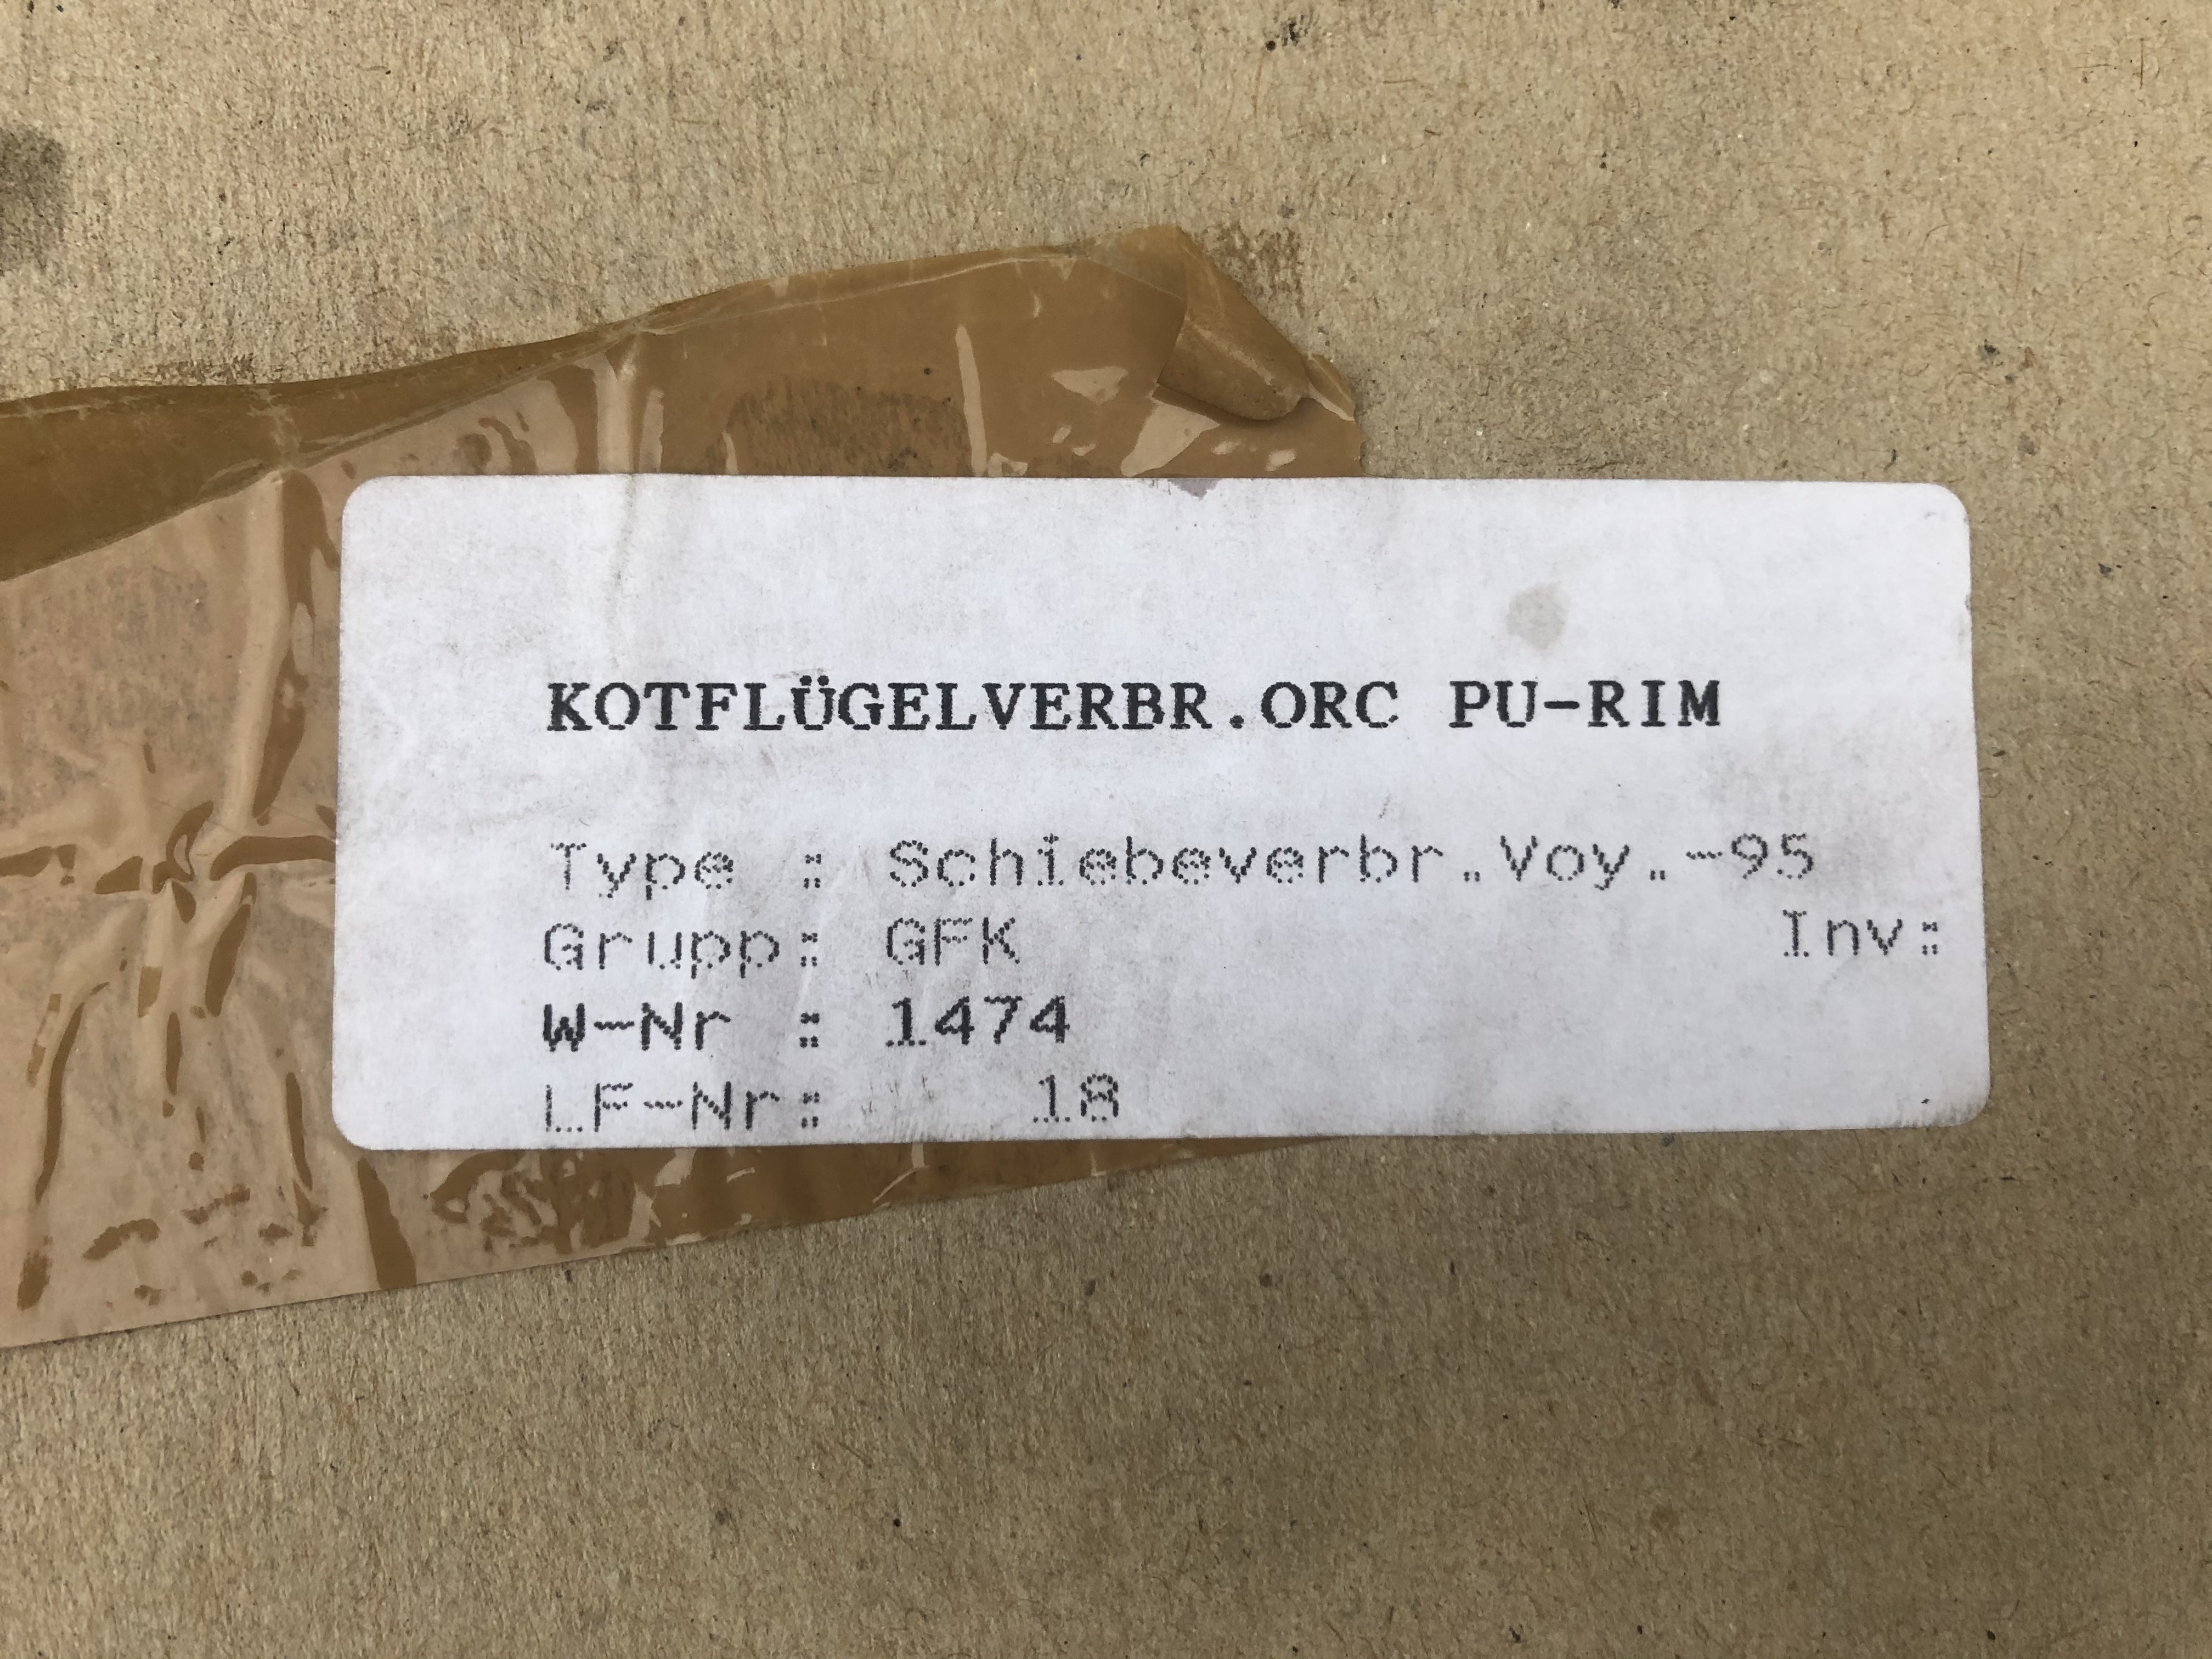 KOTFLÜGELVERBR.ORC PU-RIM
Type : Schiebeverbr.Voy.-95
Grupp: GFK Inv:
W-Nr : 1474
LF-Nr: 18